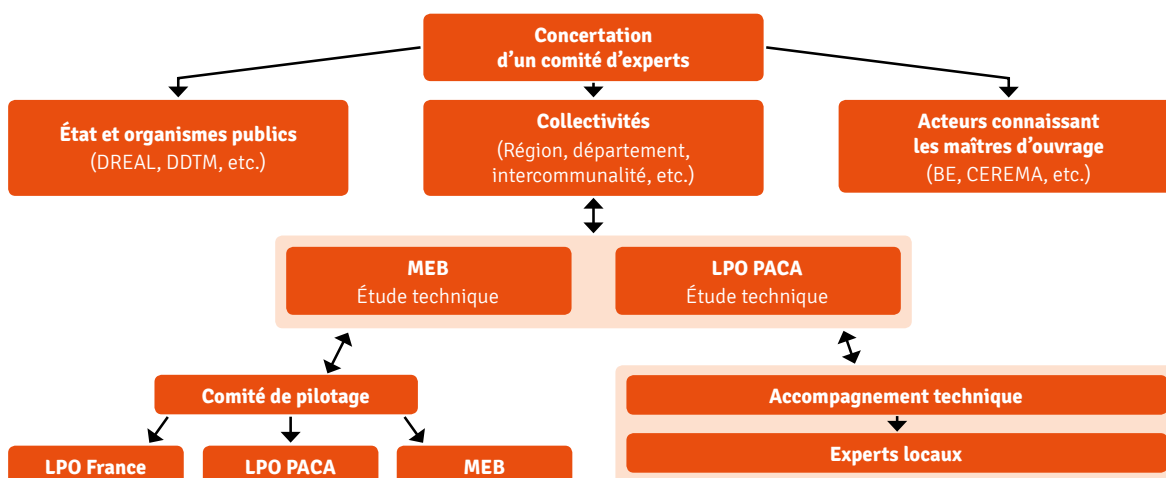 Concertation
d'un comité d'experts
État et organismes publics
(DREAL, DDTM, etc.)
Collectivités
(Région, département,
intercommunalité, etc.)
Acteurs connaissant
les maîtres d'ouvrage
(BE, CEREMA, etc.)
MEB
Étude technique
LPO PACA
Étude technique
Comité de pilotage
LPO France
LPO PACA
MEB
Accompagnement technique
Experts locaux